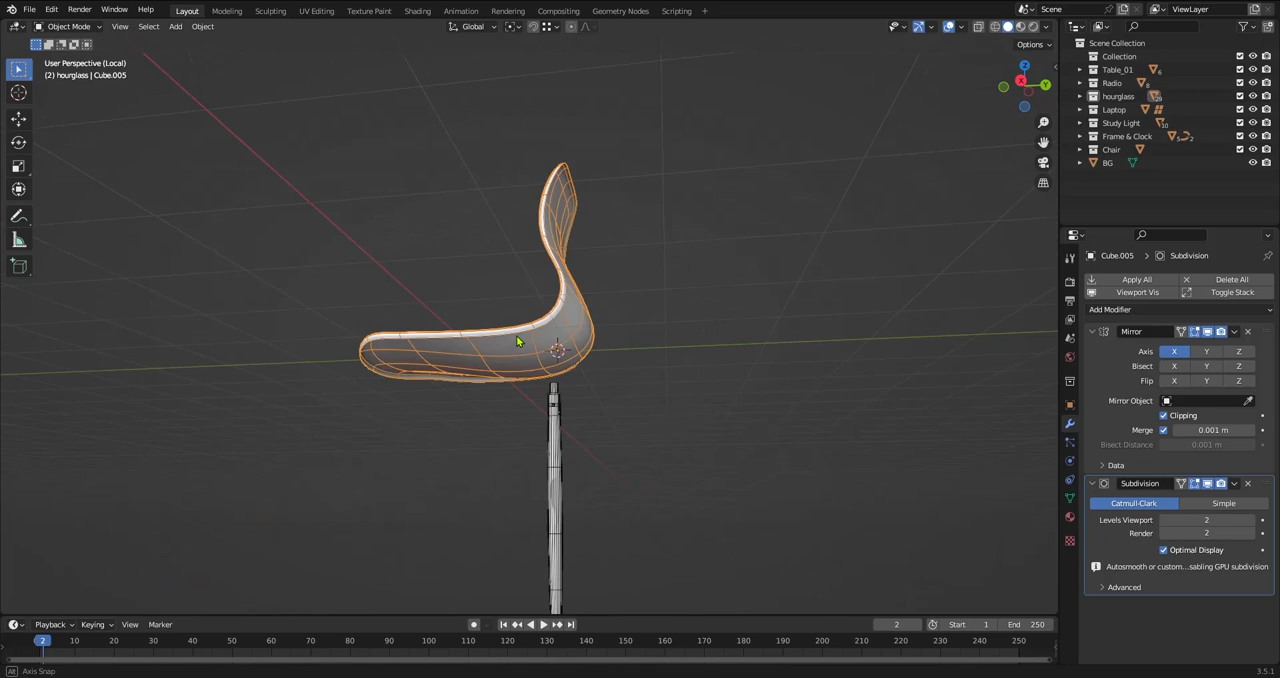 File Edit Render Window Help Layout Modeling Sculpting UV Editing Texture Paint Shading Animation Rendering Compositing Geometry Nodes Scripting + Scene ViewLayer
Object Mode View Select Add Object Global
Options
User Perspective (Local)
(2) hourglass | Cube.005
Z
X
Y
Scene Collection
Collection
Table_01 6
Radio 8
hourglass 29
Laptop
Study Light 10
Frame & Clock 5 2
Chair
BG
Cube.005 > Subdivision
Apply All Delete All
Viewport Vis Toggle Stack
Add Modifier
Mirror
Axis X Y Z
Bisect X Y Z
Flip X Y Z
Mirror Object
Clipping
Merge 0.001 m
Bisect Distance 0.001 m
Data
Subdivision
Catmull-Clark Simple
Levels Viewport 2
Render 2
Optimal Display
Autosmooth or custom...sabling GPU subdivision
Advanced
Playback Keying View Marker 2 Start 1 End 250
2 10 20 30 40 50 60 70 80 90 100 110 120 130 140 150 160 170 180 190 200 210 220 230 240 250
Alt Axis Snap 3.5.1